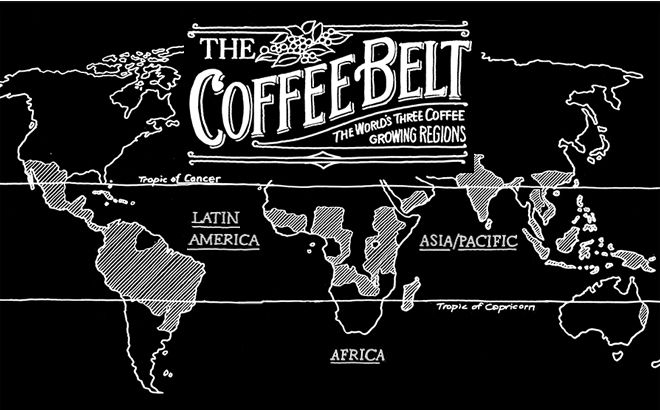 THE
COFFEE BELT
THE WORLD'S THREE COFFEE
GROWING REGIONS
Tropic of Cancer
LATIN
AMERICA
ASIA/PACIFIC
Tropic of Capricorn
AFRICA